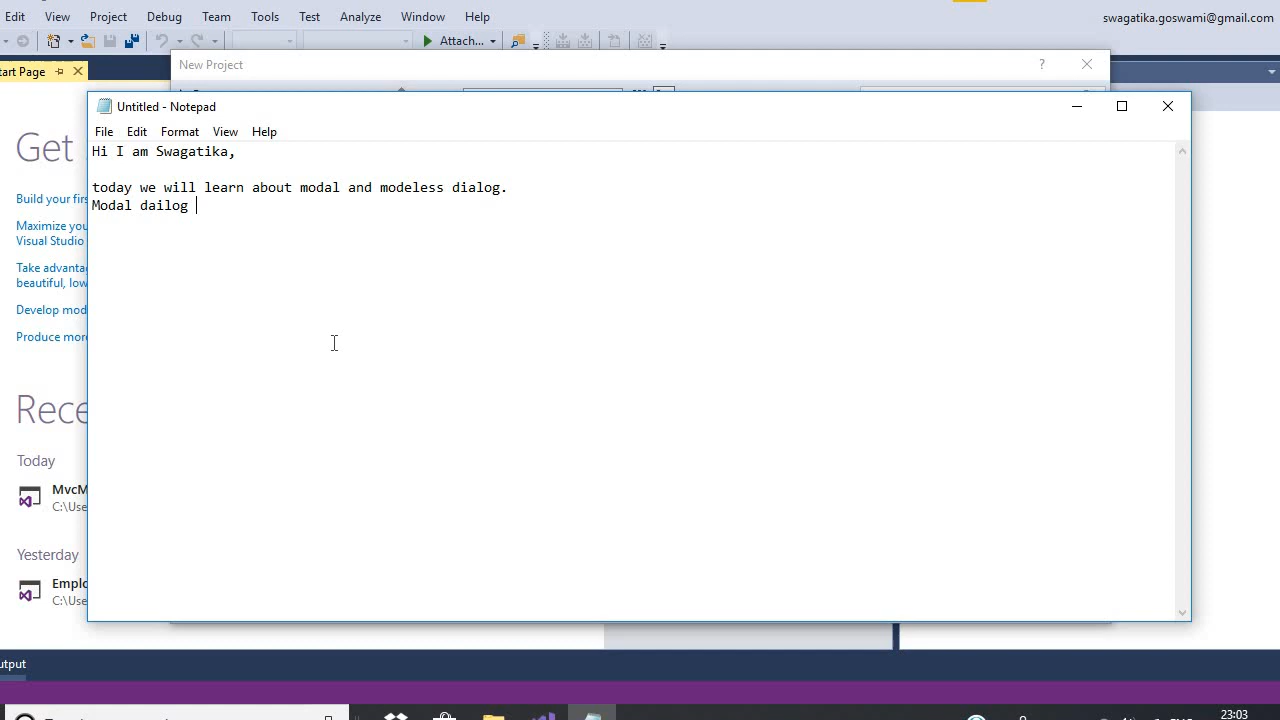 Edit View Project Debug Team Tools Test Analyze Window Help
swagatika.goswami@gmail.com
Attach...
New Project
?
tart Page
Untitled - Notepad
File Edit Format View Help
Hi I am Swagatika,
today we will learn about modal and modeless dialog.
Modal dailog
Get
Build your firs
Maximize you
Visual Studio
Take advanta
beautiful, low
Develop mod
Produce more
Rece
Today
MvcM
C:\Use
Yesterday
Emplo
C:\Use
utput
23:03